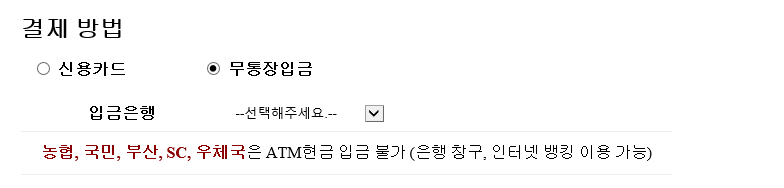 결제 방법
신용카드 무통장입금
입금은행 --선택해주세요.--
농협, 국민, 부산, SC, 우체국은 ATM현금 입금 불가 (은행 창구, 인터넷 뱅킹 이용 가능)